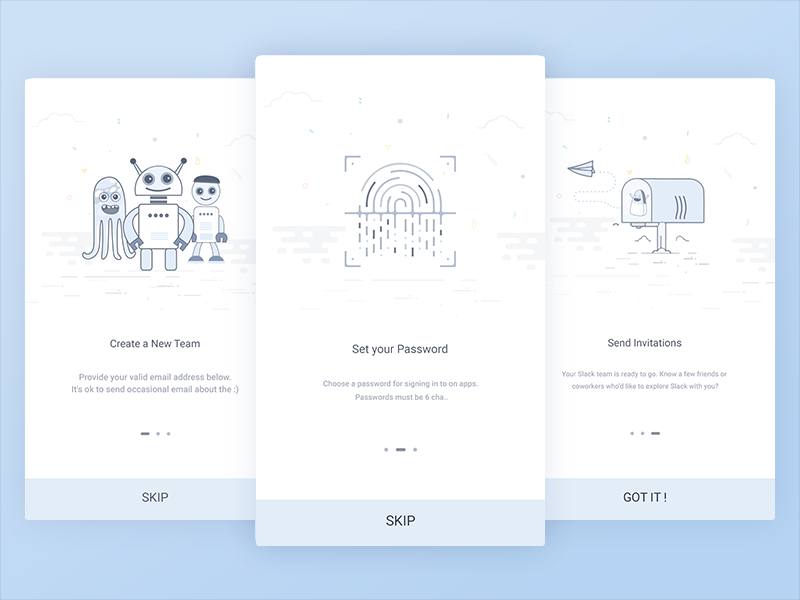 Create a New Team
Provide your valid email address below.
It's ok to send occasional email about the :)
SKIP
Set your Password
Choose a password for signing in to on apps.
Passwords must be 6 cha..
SKIP
Send Invitations
Your Slack team is ready to go. Know a few friends or
coworkers who'd like to explore Slack with you?
GOT IT !